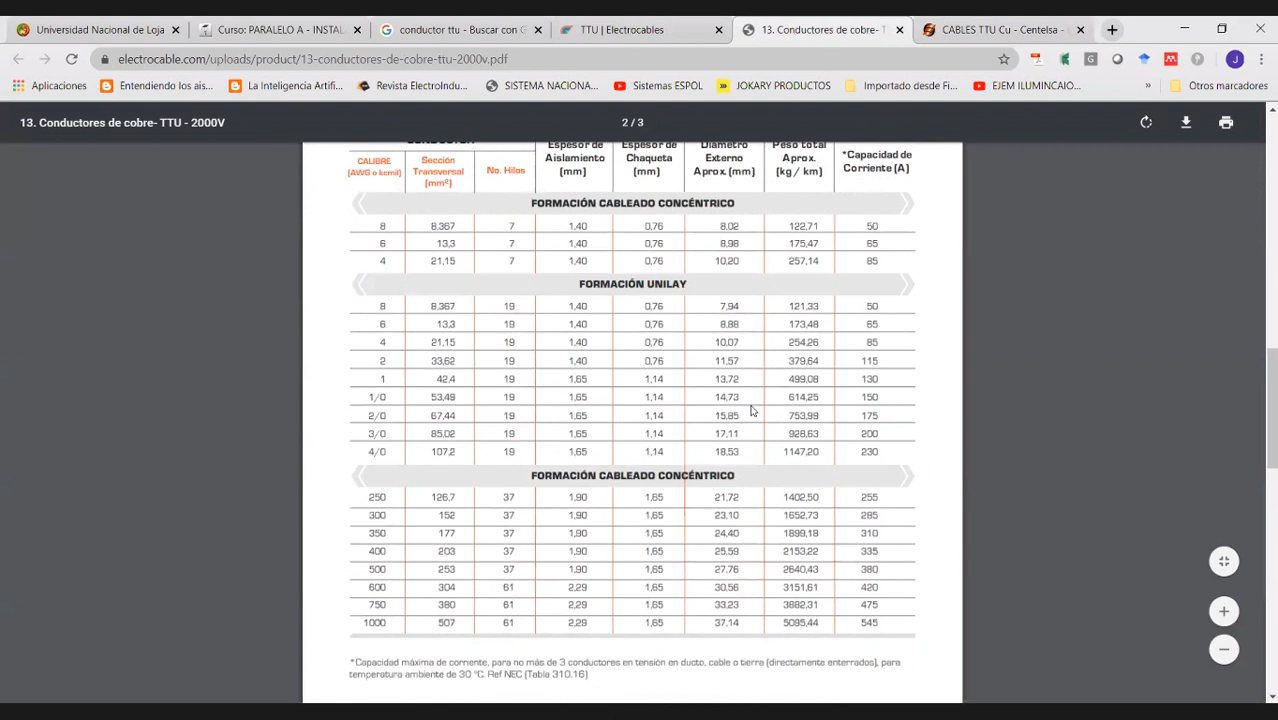 Universidad Nacional de Loja
Curso: PARALELO A - INSTAL
conductor ttu - Buscar con G
TTU | Electrocables
13. Conductores de cobre- T
CABLES TTU Cu - Centelsa -
electrocable.com/uploads/product/13-conductores-de-cobre-ttu-2000v.pdf
Aplicaciones
Entendiendo los ais...
La Inteligencia Artifi...
Revista ElectroIndu...
SISTEMA NACIONA...
Sistemas ESPOL
JOKARY PRODUCTOS
Importado desde Fi...
EJEM ILUMINCAIO...
»
Otros marcadores
13. Conductores de cobre- TTU - 2000V
2 / 3
CALIBRE
(AWG o kcmil)
Sección
Transversal
(mm²)
No. Hilos
Espesor de
Aislamiento
(mm)
Espesor de
Chaqueta
(mm)
Diámetro
Externo
Aprox. (mm)
Peso total
Aprox.
(kg / km)
*Capacidad de
Corriente (A)
FORMACIÓN CABLEADO CONCÉNTRICO
8 8,367 7 1,40 0,76 8,02 122,71 50
6 13,3 7 1,40 0,76 8,98 175,47 65
4 21,15 7 1,40 0,76 10,20 257,14 85
FORMACIÓN UNILAY
8 8,367 19 1,40 0,76 7,94 121,33 50
6 13,3 19 1,40 0,76 8,88 173,48 65
4 21,15 19 1,40 0,76 10,07 254,26 85
2 33,62 19 1,40 0,76 11,57 379,64 115
1 42,4 19 1,65 1,14 13,72 499,08 130
1/0 53,49 19 1,65 1,14 14,73 614,25 150
2/0 67,44 19 1,65 1,14 15,85 753,99 175
3/0 85,02 19 1,65 1,14 17,11 928,63 200
4/0 107,2 19 1,65 1,14 18,53 1147,20 230
FORMACIÓN CABLEADO CONCÉNTRICO
250 126,7 37 1,90 1,65 21,72 1402,50 255
300 152 37 1,90 1,65 23,10 1652,73 285
350 177 37 1,90 1,65 24,40 1899,18 310
400 203 37 1,90 1,65 25,59 2153,22 335
500 253 37 1,90 1,65 27,76 2640,43 380
600 304 61 2,29 1,65 30,56 3151,61 420
750 380 61 2,29 1,65 33,23 3882,31 475
1000 507 61 2,29 1,65 37,14 5095,44 545
*Capacidad máxima de corriente, para no más de 3 conductores en tensión en ducto, cable o tierra (directamente enterrados), para
temperatura ambiente de 30 °C. Ref NEC (Tabla 310.16)